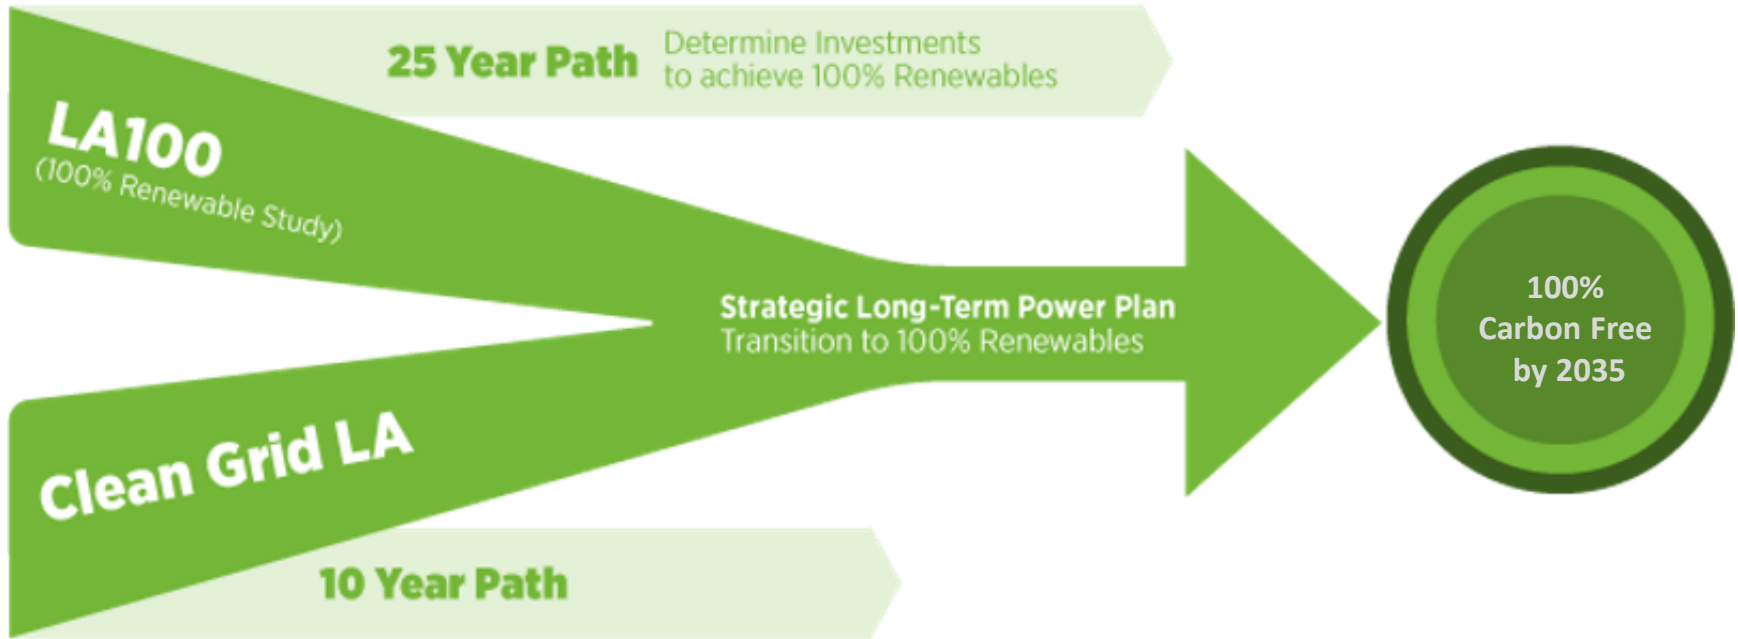 25 Year Path
Determine Investments
to achieve 100% Renewables
LA100
(100% Renewable Study)
Strategic Long-Term Power Plan
Transition to 100% Renewables
100%
Carbon Free
by 2035
Clean Grid LA
10 Year Path